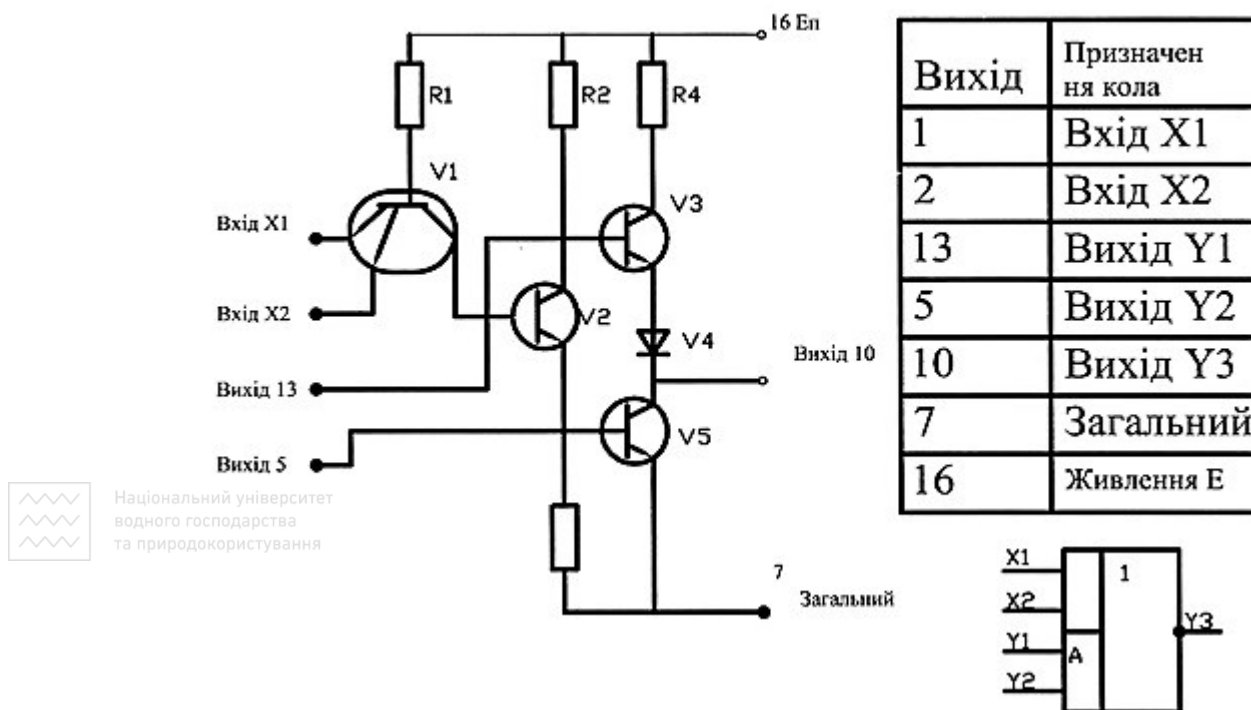 16 Еп
R1
R2
R4
V1
V3
Вхід X1
Вхід X2
V2
V4
Вихід 10
Вихід 13
V5
Вихід 5
7
Загальний
Національний університет
водного господарства
та природокористування
Вихід Призначен
ня кола
1 Вхід X1
2 Вхід X2
13 Вихід Y1
5 Вихід Y2
10 Вихід Y3
7 Загальний
16 Живлення Е
X1
1
X2
Y3
Y1
A
Y2